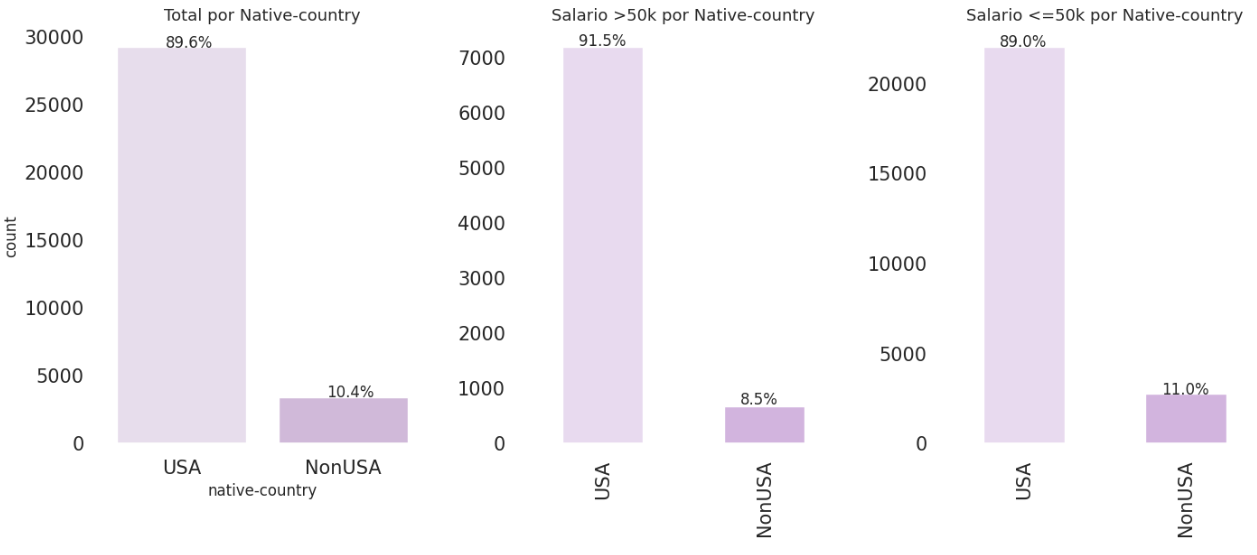 Total por Native-country
30000
25000
20000
15000
10000
5000
0
count
89.6%
10.4%
USA
NonUSA
native-country
Salario >50k por Native-country
7000
6000
5000
4000
3000
2000
1000
0
91.5%
8.5%
USA
NonUSA
Salario <=50k por Native-country
20000
15000
10000
5000
0
89.0%
11.0%
USA
NonUSA